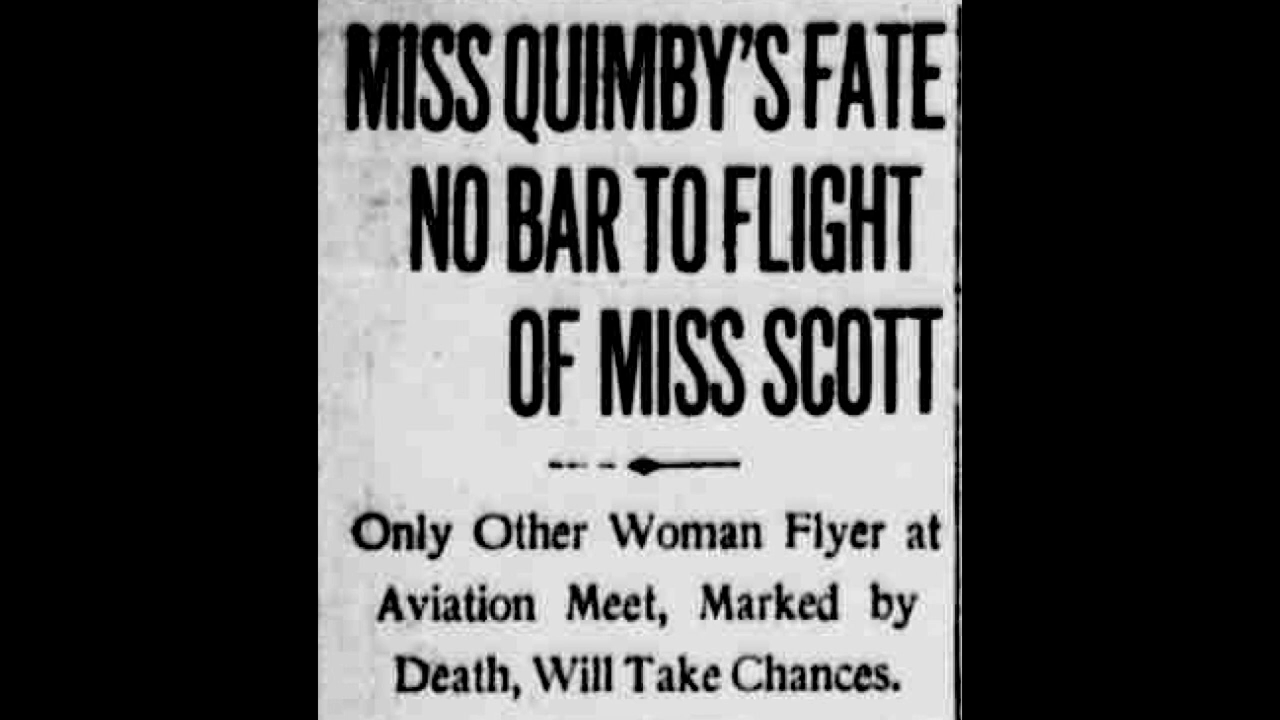 MISS QUIMBY'S FATE
NO BAR TO FLIGHT
OF MISS SCOTT
Only Other Woman Flyer at
Aviation Meet, Marked by
Death, Will Take Chances.